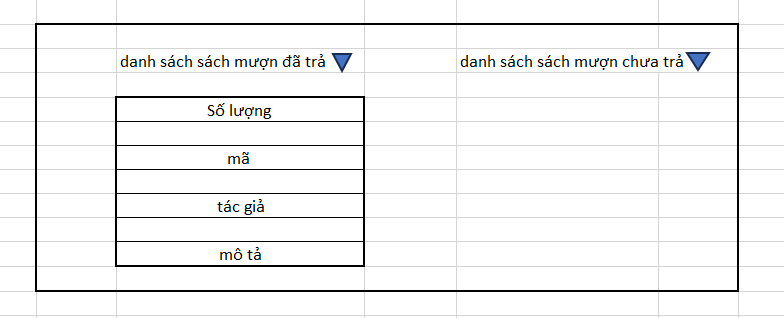 danh sách sách mượn đã trả
danh sách sách mượn chưa trả
Số lượng
mã
tác giả
mô tả